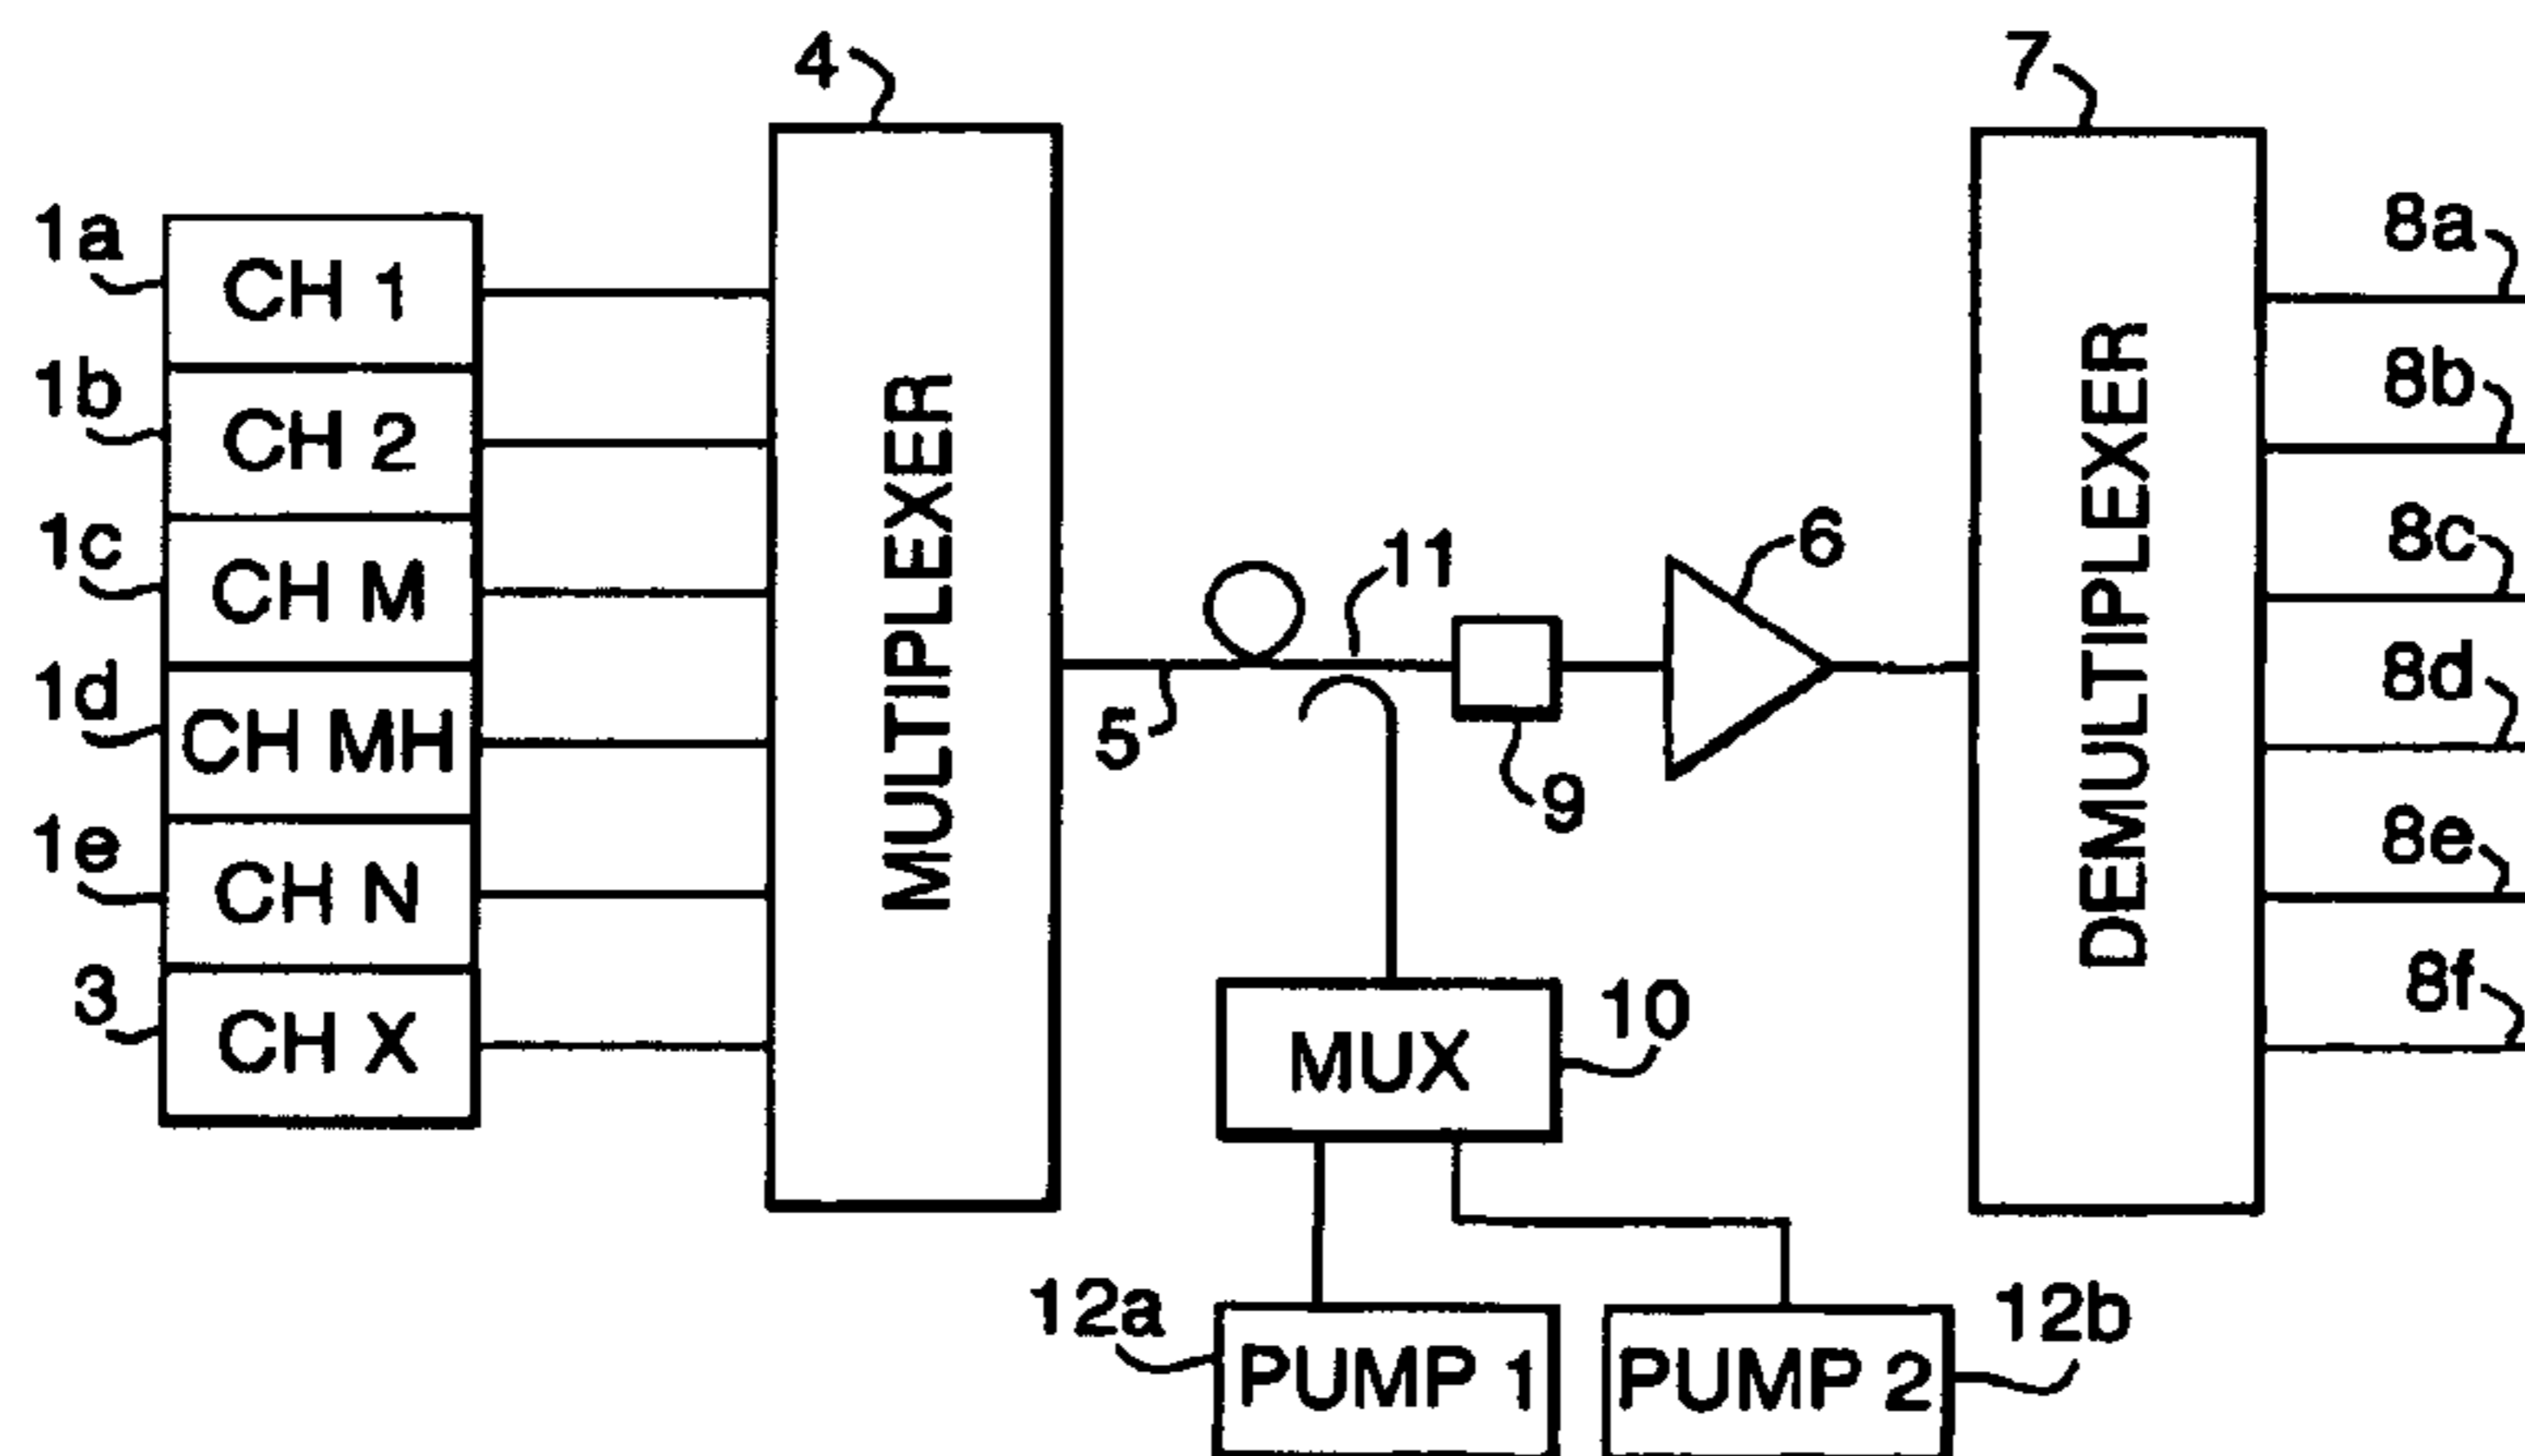 4
7
1a
CH 1
8a
1b
CH 2
8b
1c
CH M
11
6
8c
1d
CH MH
MULTIPLEXER
5
9
DEMULTIPLEXER
8d
1e
CH N
8e
3
CH X
MUX
10
8f
12a
PUMP 1
PUMP 2
12b